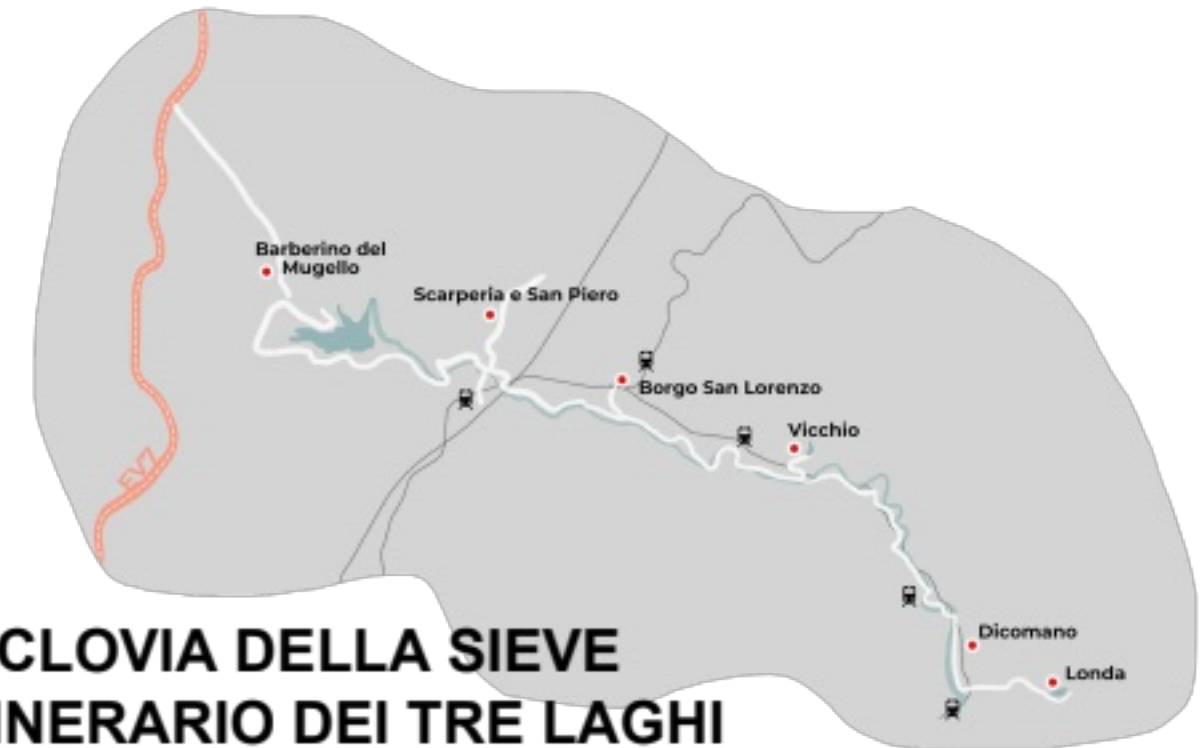 Barberino del
Mugello
Scarperia e San Piero
Borgo San Lorenzo
Vicchio
EV7
Dicomano
Londa
CLOVIA DELLA SIEVE
INERARIO DEI TRE LAGHI